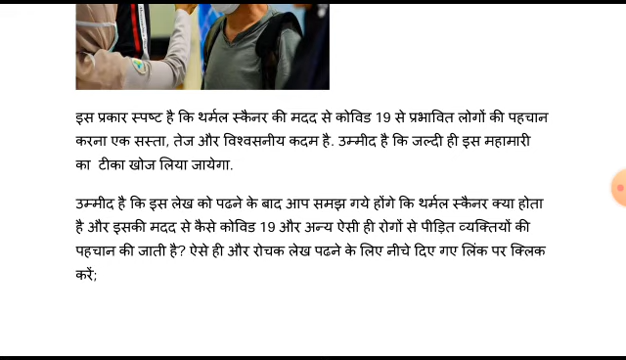 इस प्रकार स्पष्ट है कि थर्मल स्कैनर की मदद से कोविड 19 से प्रभावित लोगों की पहचान
करना एक सस्ता, तेज और विश्वसनीय कदम है. उम्मीद है कि जल्दी ही इस महामारी
का टीका खोज लिया जायेगा.
उम्मीद है कि इस लेख को पढने के बाद आप समझ गये होंगे कि थर्मल स्कैनर क्या होता
है और इसकी मदद से कैसे कोविड 19 और अन्य ऐसी ही रोगों से पीड़ित व्यक्तियों की
पहचान की जाती है? ऐसे ही और रोचक लेख पढने के लिए नीचे दिए गए लिंक पर क्लिक
करें;